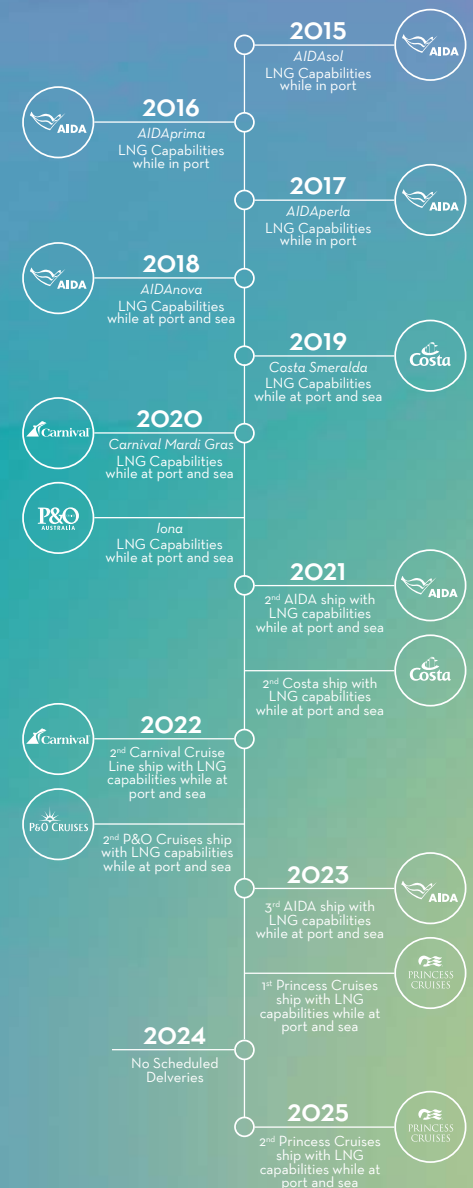 2015
AIDAsol
LNG Capabilities
while in port
AIDA
2016
AIDAprima
LNG Capabilities
while in port
AIDA
2017
AIDAperla
LNG Capabilities
while in port
AIDA
2018
AIDAnova
LNG Capabilities
while at port and sea
AIDA
2019
Costa Smeralda
LNG Capabilities
while at port and sea
Costa
2020
Carnival Mardi Gras
LNG Capabilities
while at port and sea
Carnival
P&O
AUSTRALIA
Iona
LNG Capabilities
while at port and sea
2021
2nd AIDA ship with
LNG capabilities
while at port and sea
AIDA
2nd Costa ship with
LNG capabilities
while at port and sea
Costa
2022
2nd Carnival Cruise
Line ship with LNG
capabilities while at
port and sea
Carnival
P&O CRUISES
2nd P&O Cruises ship
with LNG capabilities
while at port and sea
2023
3rd AIDA ship with
LNG capabilities
while at port and sea
AIDA
1st Princess Cruises
ship with LNG
capabilities while at
port and sea
PRINCESS
CRUISES
2024
No Scheduled
Delveries
2025
2nd Princess Cruises
ship with LNG
capabilities while at
port and sea
PRINCESS
CRUISES